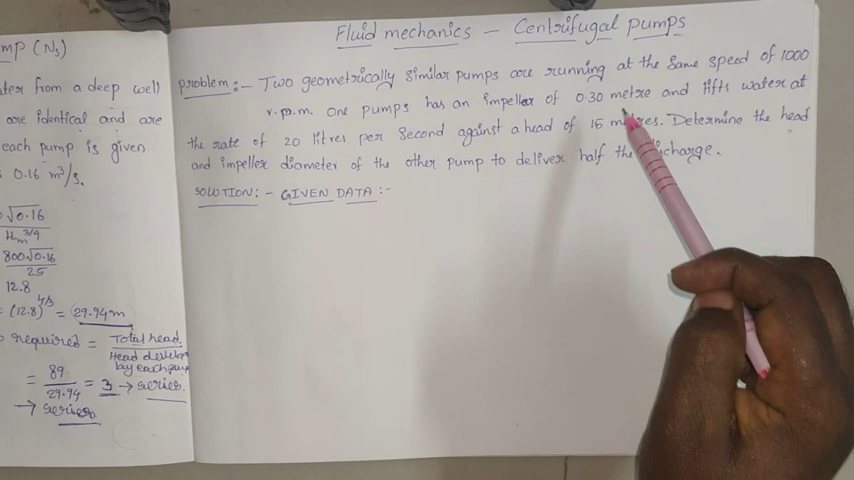 mp (Ns)
ater from a deep well
are identical and are
each pump is given
0.16 m³/s.
√0.16
Hm^3/4
800√0.16
25
12.8
= (12.8)^4/3 = 29.94m
required = Total head
Head develop
by each pump
= 89 / 29.94 = 3 → series
→ series
Fluid mechanics - Centrifugal pumps
problem:- Two geometrically similar pumps are running at the same speed of 1000
r.p.m. One pumps has an impeller of 0.30 metre and lifts water at
the rate of 20 litres per second against a head of 15 metres. Determine the head
and impeller diameter of the other pump to deliver half the discharge.
SOLUTION:- GIVEN DATA:-